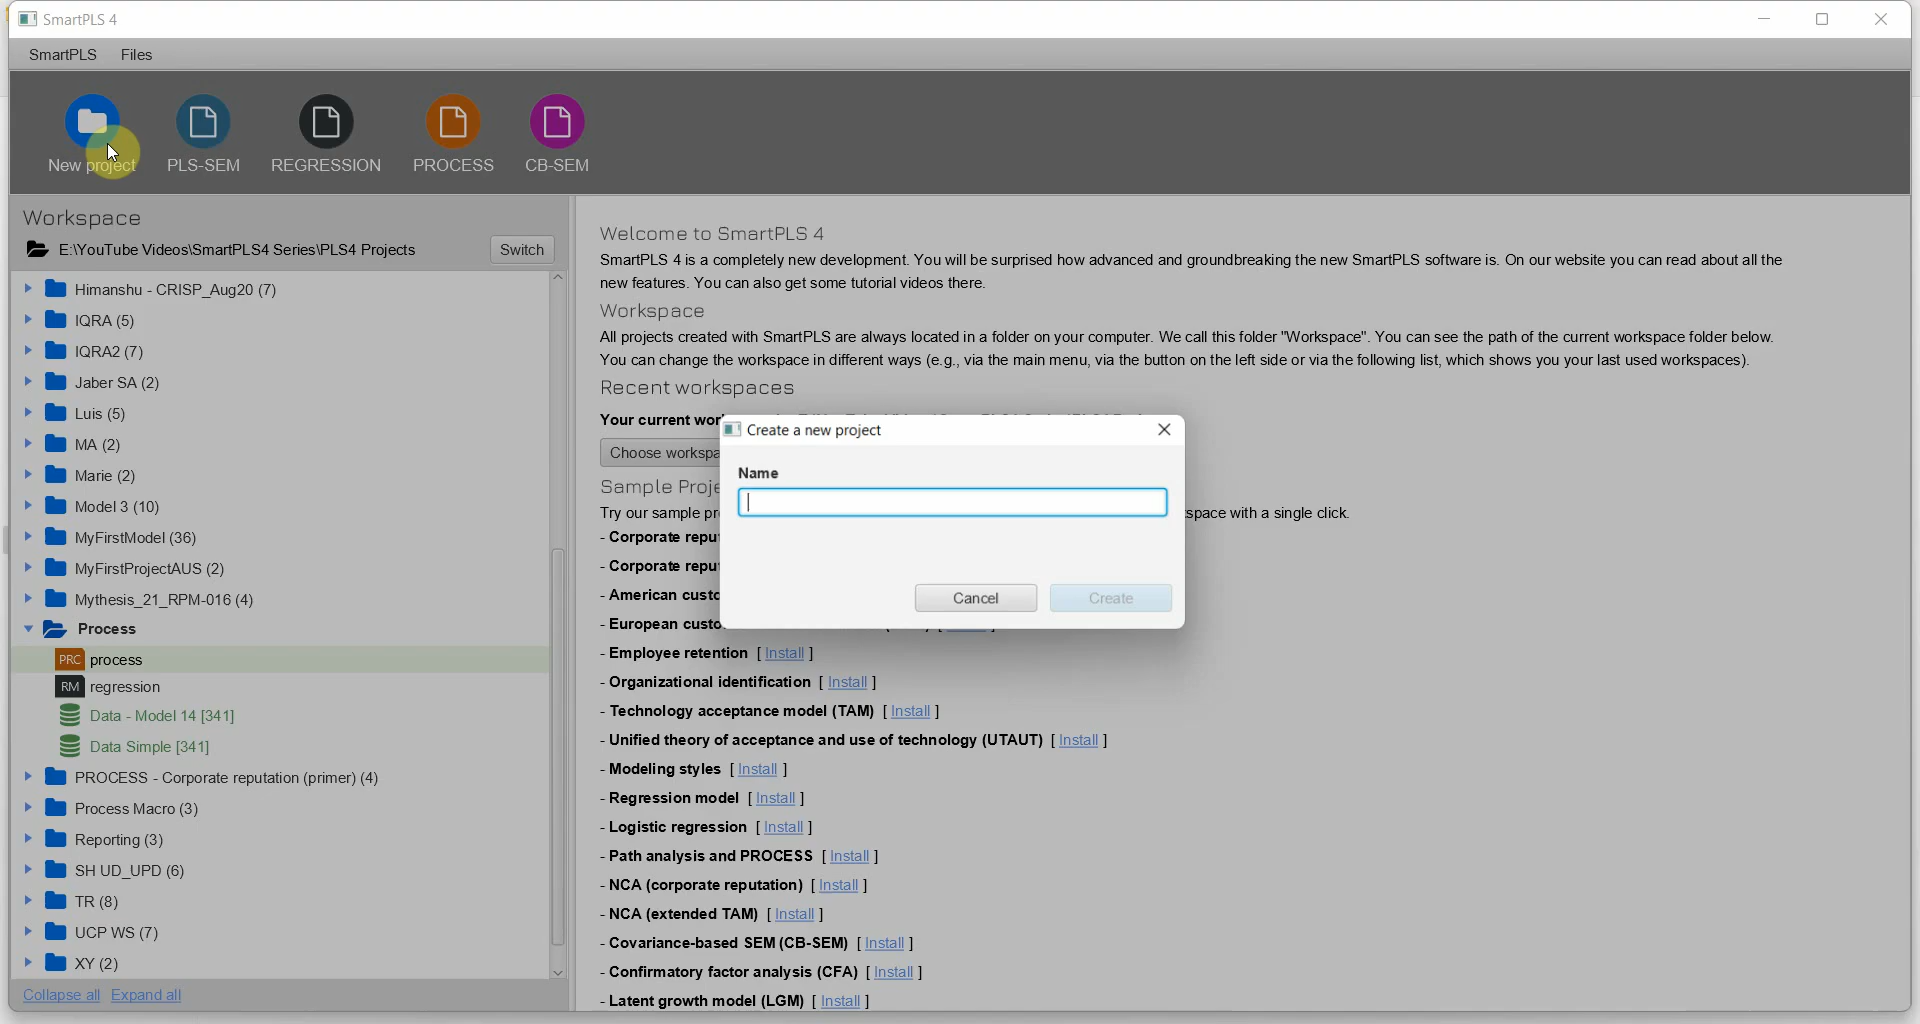 SmartPLS 4
SmartPLS Files
New project PLS-SEM REGRESSION PROCESS CB-SEM
Workspace
E:\YouTube Videos\SmartPLS4 Series\PLS4 Projects Switch
Himanshu - CRISP_Aug20 (7)
IQRA (5)
IQRA2 (7)
Jaber SA (2)
Luis (5)
MA (2)
Marie (2)
Model 3 (10)
MyFirstModel (36)
MyFirstProjectAUS (2)
Mythesis_21_RPM-016 (4)
Process
PRC process
RM regression
Data - Model 14 [341]
Data Simple [341]
PROCESS - Corporate reputation (primer) (4)
Process Macro (3)
Reporting (3)
SH UD_UPD (6)
TR (8)
UCP WS (7)
XY (2)
Collapse all Expand all
Welcome to SmartPLS 4
SmartPLS 4 is a completely new development. You will be surprised how advanced and groundbreaking the new SmartPLS software is. On our website you can read about all the
new features. You can also get some tutorial videos there.
Workspace
All projects created with SmartPLS are always located in a folder on your computer. We call this folder "Workspace". You can see the path of the current workspace folder below.
You can change the workspace in different ways (e.g., via the main menu, via the button on the left side or via the following list, which shows you your last used workspaces).
Recent workspaces
Your current
Choose
Sample
Try our sample space with a single click.
- Corporate
- Corporate
- American
- European
- Employee retention [ Install ]
- Organizational identification [ Install ]
- Technology acceptance model (TAM) [ Install ]
- Unified theory of acceptance and use of technology (UTAUT) [ Install ]
- Modeling styles [ Install ]
- Regression model [ Install ]
- Logistic regression [ Install ]
- Path analysis and PROCESS [ Install ]
- NCA (corporate reputation) [ Install ]
- NCA (extended TAM) [ Install ]
- Covariance-based SEM (CB-SEM) [ Install ]
- Confirmatory factor analysis (CFA) [ Install ]
- Latent growth model (LGM) [ Install ]
Create a new project
Name
Cancel Create